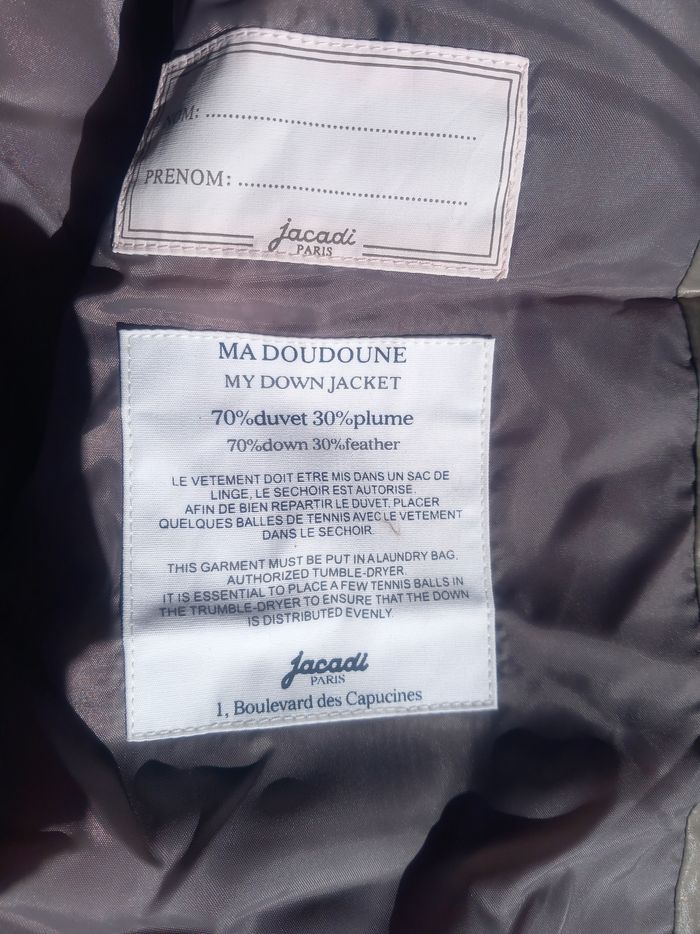 NOM: ........................................
PRENOM: ........................................
jacadi
PARIS
MA DOUDOUNE
MY DOWN JACKET
70%duvet 30%plume
70%down 30%feather
LE VETEMENT DOIT ETRE MIS DANS UN SAC DE
LINGE, LE SECHOIR EST AUTORISE.
AFIN DE BIEN REPARTIR LE DUVET, PLACER
QUELQUES BALLES DE TENNIS AVEC LE VETEMENT
DANS LE SECHOIR.
THIS GARMENT MUST BE PUT IN A LAUNDRY BAG.
AUTHORIZED TUMBLE-DRYER.
IT IS ESSENTIAL TO PLACE A FEW TENNIS BALLS IN
THE TRUMBLE-DRYER TO ENSURE THAT THE DOWN
IS DISTRIBUTED EVENLY.
jacadi
PARIS
1, Boulevard des Capucines